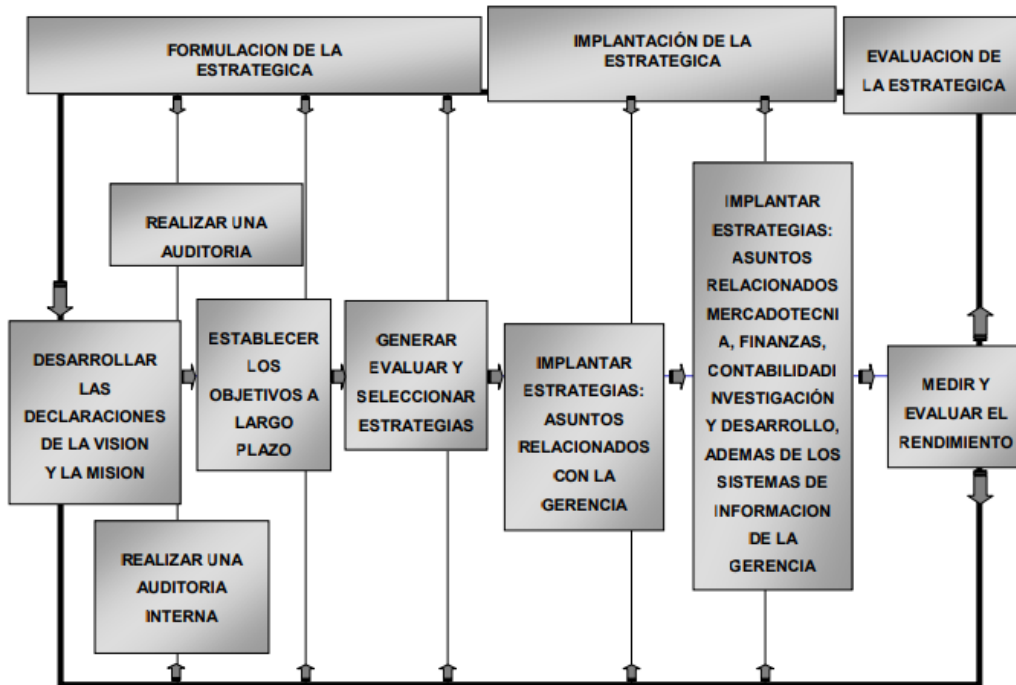 FORMULACION DE LA
ESTRATEGICA
IMPLANTACIÓN DE LA
ESTRATEGICA
EVALUACION DE
LA ESTRATEGICA
REALIZAR UNA
AUDITORIA
DESARROLLAR
LAS
DECLARACIONES
DE LA VISION
Y LA MISION
REALIZAR UNA
AUDITORIA
INTERNA
ESTABLECER
LOS
OBJETIVOS A
LARGO
PLAZO
GENERAR
EVALUAR Y
SELECCIONAR
ESTRATEGIAS
IMPLANTAR
ESTRATEGIAS:
ASUNTOS
RELACIONADOS
CON LA
GERENCIA
IMPLANTAR
ESTRATEGIAS:
ASUNTOS
RELACIONADOS
MERCADOTECNI
A, FINANZAS,
CONTABILIDADI
NVESTIGACIÓN
Y DESARROLLO,
ADEMAS DE LOS
SISTEMAS DE
INFORMACION
DE LA
GERENCIA
MEDIR Y
EVALUAR EL
RENDIMIENTO